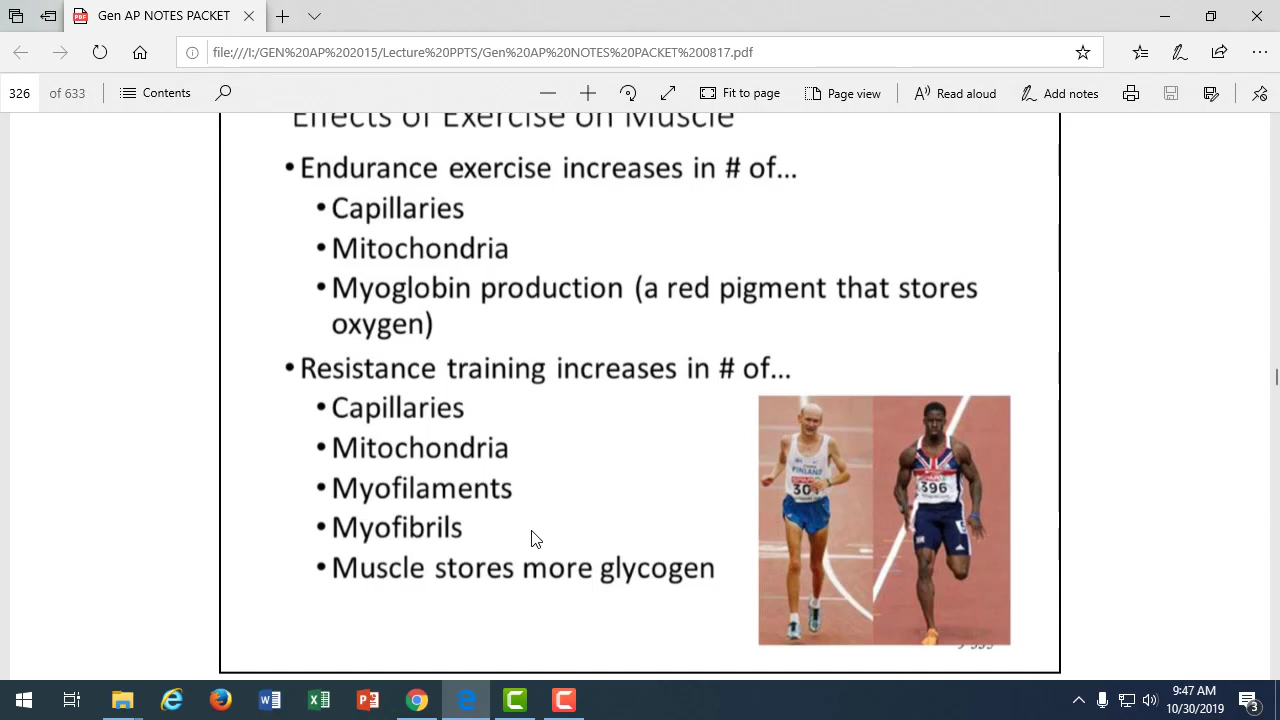 PDF Gen AP NOTES PACKET
file:///I:/GEN%20AP%202015/Lecture%20PPTS/Gen%20AP%20NOTES%20PACKET%200817.pdf
326 of 633 Contents Fit to page Page view Read aloud Add notes
Effects of Exercise on Muscle
•Endurance exercise increases in # of...
•Capillaries
•Mitochondria
•Myoglobin production (a red pigment that stores
oxygen)
•Resistance training increases in # of...
•Capillaries
•Mitochondria
•Myofilaments
•Myofibrils
•Muscle stores more glycogen
FINLAND
301
396
9:47 AM
10/30/2019
3